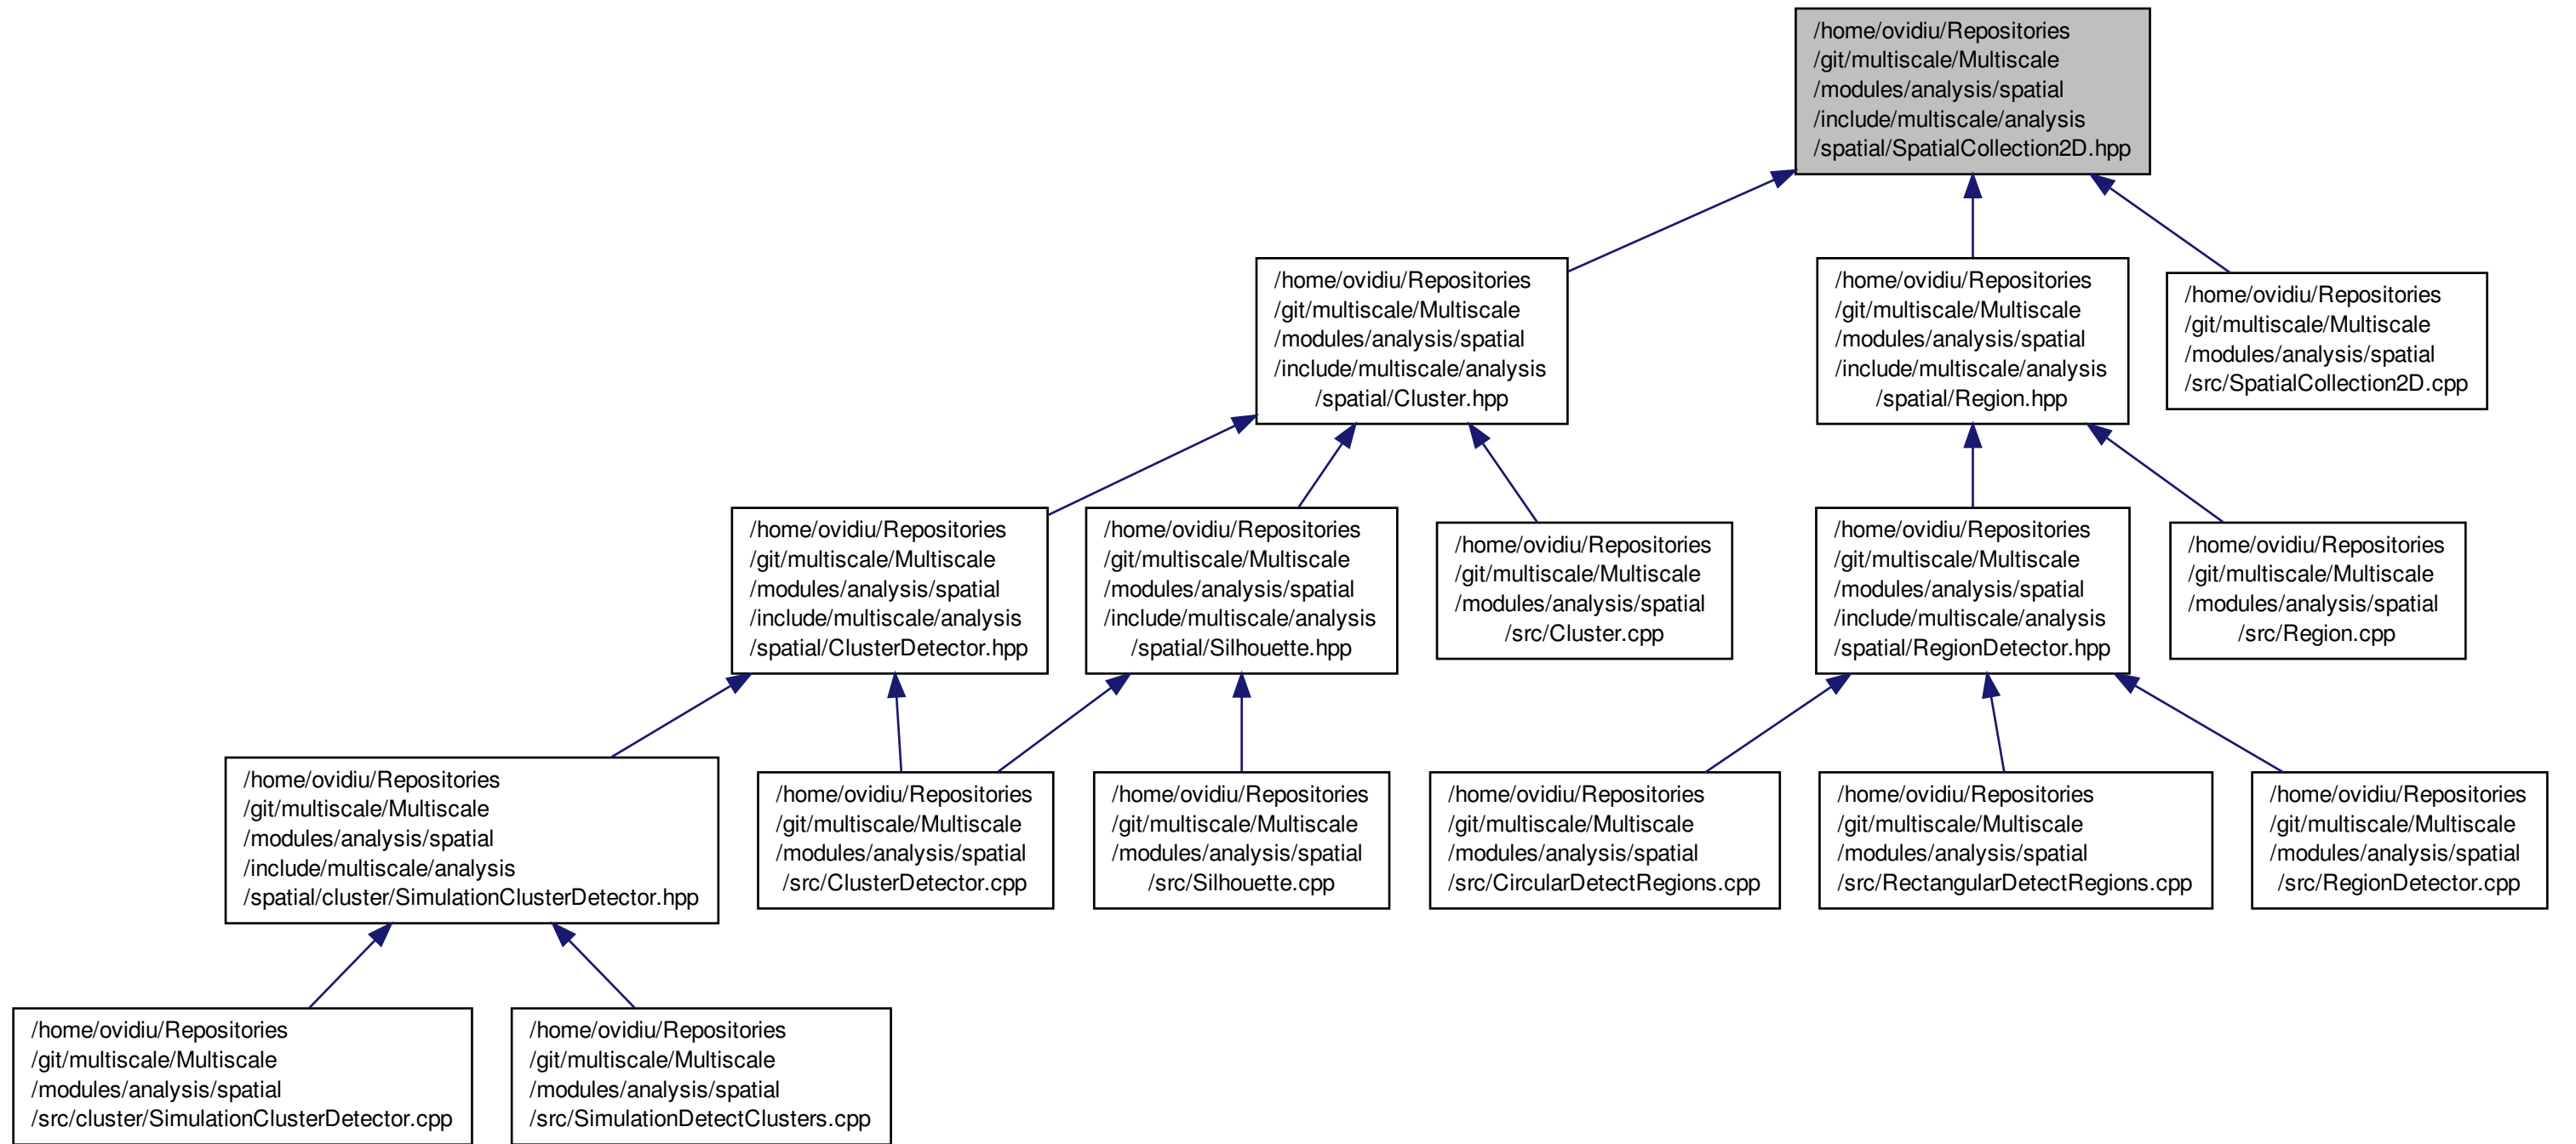 /home/ovidiu/Repositories
/git/multiscale/Multiscale
/modules/analysis/spatial
/include/multiscale/analysis
/spatial/SpatialCollection2D.hpp
/home/ovidiu/Repositories
/git/multiscale/Multiscale
/modules/analysis/spatial
/include/multiscale/analysis
/spatial/Cluster.hpp
/home/ovidiu/Repositories
/git/multiscale/Multiscale
/modules/analysis/spatial
/include/multiscale/analysis
/spatial/Region.hpp
/home/ovidiu/Repositories
/git/multiscale/Multiscale
/modules/analysis/spatial
/src/SpatialCollection2D.cpp
/home/ovidiu/Repositories
/git/multiscale/Multiscale
/modules/analysis/spatial
/include/multiscale/analysis
/spatial/ClusterDetector.hpp
/home/ovidiu/Repositories
/git/multiscale/Multiscale
/modules/analysis/spatial
/include/multiscale/analysis
/spatial/Silhouette.hpp
/home/ovidiu/Repositories
/git/multiscale/Multiscale
/modules/analysis/spatial
/src/Cluster.cpp
/home/ovidiu/Repositories
/git/multiscale/Multiscale
/modules/analysis/spatial
/include/multiscale/analysis
/spatial/RegionDetector.hpp
/home/ovidiu/Repositories
/git/multiscale/Multiscale
/modules/analysis/spatial
/src/Region.cpp
/home/ovidiu/Repositories
/git/multiscale/Multiscale
/modules/analysis/spatial
/include/multiscale/analysis
/spatial/cluster/SimulationClusterDetector.hpp
/home/ovidiu/Repositories
/git/multiscale/Multiscale
/modules/analysis/spatial
/src/ClusterDetector.cpp
/home/ovidiu/Repositories
/git/multiscale/Multiscale
/modules/analysis/spatial
/src/Silhouette.cpp
/home/ovidiu/Repositories
/git/multiscale/Multiscale
/modules/analysis/spatial
/src/CircularDetectRegions.cpp
/home/ovidiu/Repositories
/git/multiscale/Multiscale
/modules/analysis/spatial
/src/RectangularDetectRegions.cpp
/home/ovidiu/Repositories
/git/multiscale/Multiscale
/modules/analysis/spatial
/src/RegionDetector.cpp
/home/ovidiu/Repositories
/git/multiscale/Multiscale
/modules/analysis/spatial
/src/cluster/SimulationClusterDetector.cpp
/home/ovidiu/Repositories
/git/multiscale/Multiscale
/modules/analysis/spatial
/src/SimulationDetectClusters.cpp